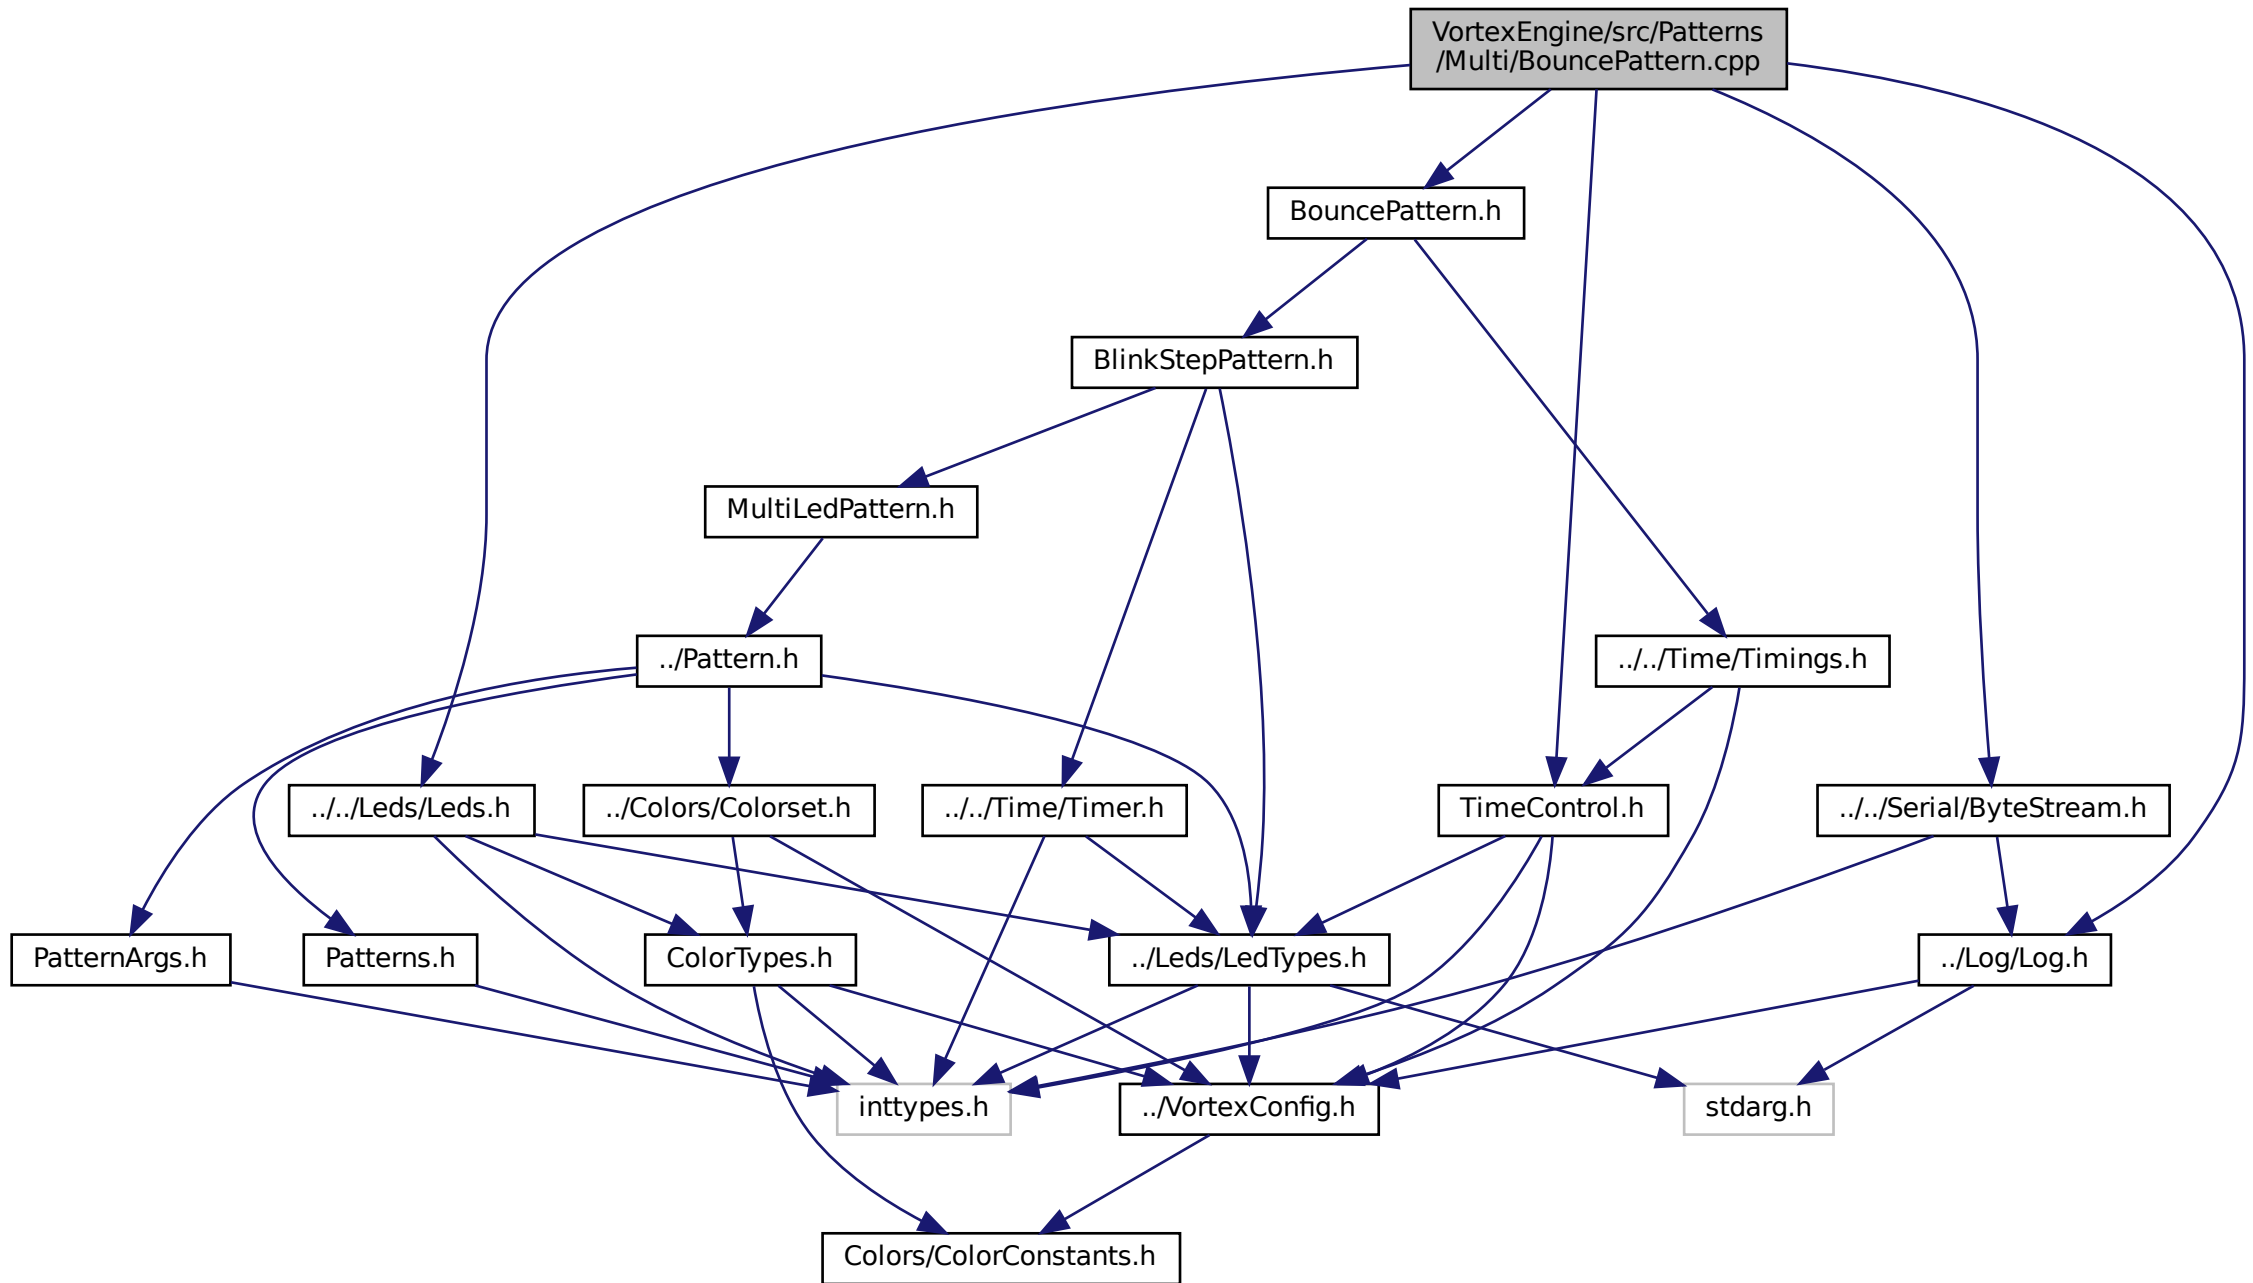 VortexEngine/src/Patterns
/Multi/BouncePattern.cpp
BouncePattern.h
BlinkStepPattern.h
MultiLedPattern.h
../Pattern.h
../../Time/Timings.h
../../Leds/Leds.h
../Colors/Colorset.h
../../Time/Timer.h
TimeControl.h
../../Serial/ByteStream.h
PatternArgs.h
Patterns.h
ColorTypes.h
../Leds/LedTypes.h
../Log/Log.h
inttypes.h
../VortexConfig.h
stdarg.h
Colors/ColorConstants.h